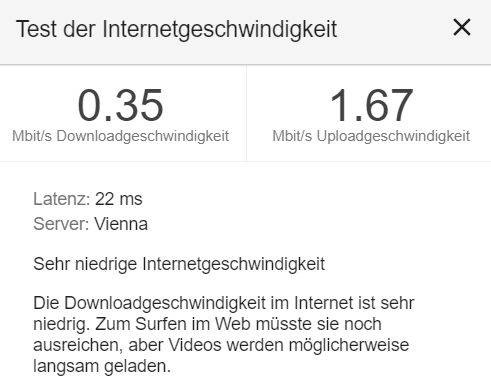 Test der Internetgeschwindigkeit
0.35
1.67
Mbit/s Downloadgeschwindigkeit
Mbit/s Uploadgeschwindigkeit
Latenz: 22 ms
Server: Vienna
Sehr niedrige Internetgeschwindigkeit
Die Downloadgeschwindigkeit im Internet ist sehr
niedrig. Zum Surfen im Web müsste sie noch
ausreichen, aber Videos werden möglicherweise
langsam geladen.